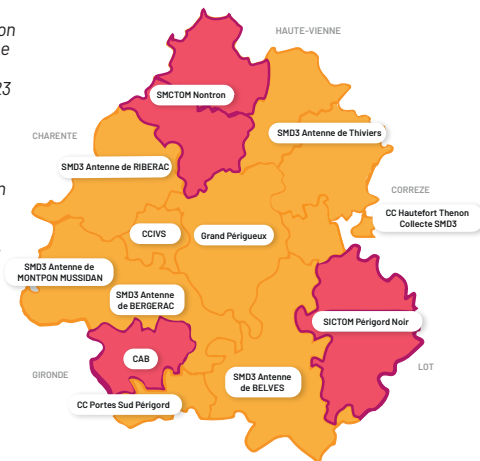 on
e
23
n
HAUTE-VIENNE
SMCTOM Nontron
SMD3 Antenne de Thiviers
CHARENTE
SMD3 Antenne de RIBERAC
CORREZE
CC Hautefort Thenon
Collecte SMD3
CCIVS
Grand Périgueux
SMD3 Antenne de
MONTPON MUSSIDAN
SMD3 Antenne
de BERGERAC
SICTOM Périgord Noir
CAB
GIRONDE
LOT
SMD3 Antenne
de BELVES
CC Portes Sud Périgord